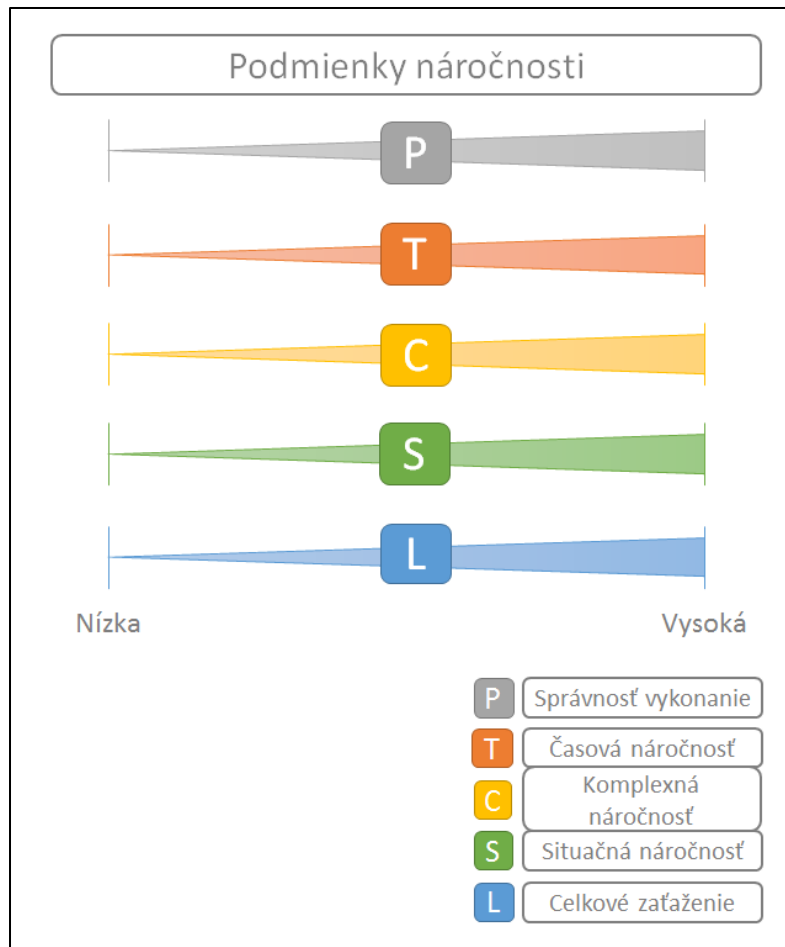 Podmienky náročnosti
P
T
C
S
L
Nízka
Vysoká
P Správnosť vykonanie
T Časová náročnosť
C Komplexná
náročnosť
S Situačná náročnosť
L Celkové zaťaženie